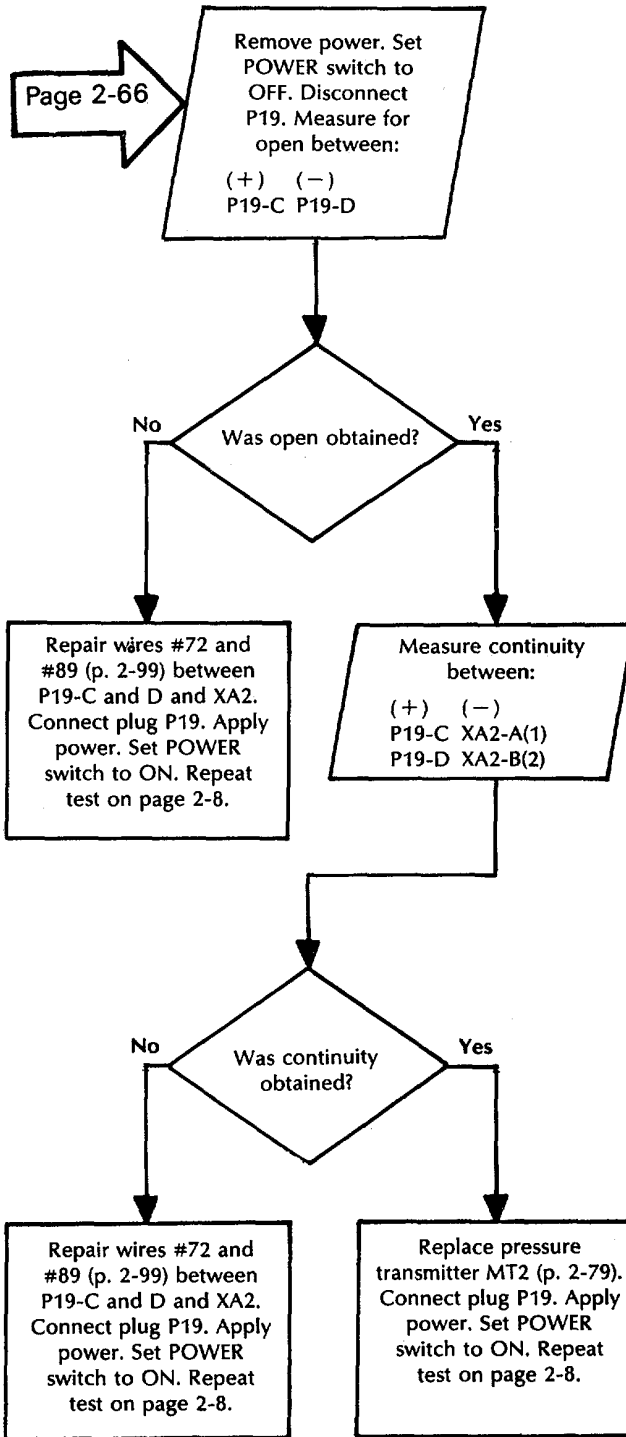 Page 2-66
Remove power. Set
POWER switch to
OFF. Disconnect
P19. Measure for
open between:
(+) (−)
P19-C P19-D
Was open obtained?
No
Yes
Repair wires #72 and
#89 (p. 2-99) between
P19-C and D and XA2.
Connect plug P19. Apply
power. Set POWER
switch to ON. Repeat
test on page 2-8.
Measure continuity
between:
(+) (−)
P19-C XA2-A(1)
P19-D XA2-B(2)
Was continuity
obtained?
No
Yes
Repair wires #72 and
#89 (p. 2-99) between
P19-C and D and XA2.
Connect plug P19. Apply
power. Set POWER
switch to ON. Repeat
test on page 2-8.
Replace pressure
transmitter MT2 (p. 2-79).
Connect plug P19. Apply
power. Set POWER
switch to ON. Repeat
test on page 2-8.